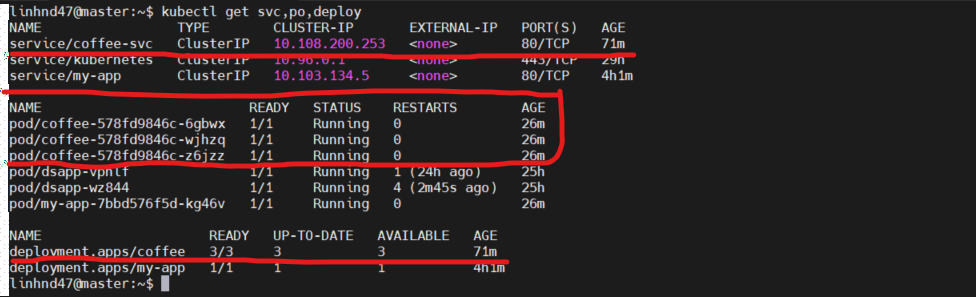 linhnd47@master:~$ kubectl get svc,po,deploy
NAME TYPE CLUSTER-IP EXTERNAL-IP PORT(S) AGE
service/coffee-svc ClusterIP 10.108.200.253 <none> 80/TCP 71m
service/kubernetes ClusterIP 10.96.0.1 <none> 443/TCP 29h
service/my-app ClusterIP 10.103.134.5 <none> 80/TCP 4h1m
NAME READY STATUS RESTARTS AGE
pod/coffee-578fd9846c-6gbwx 1/1 Running 0 26m
pod/coffee-578fd9846c-wjhzq 1/1 Running 0 26m
pod/coffee-578fd9846c-z6jzz 1/1 Running 0 26m
pod/dsapp-vphlf 1/1 Running 1 (24h ago) 25h
pod/dsapp-wz844 1/1 Running 4 (2m45s ago) 25h
pod/my-app-7bbd576f5d-kg46v 1/1 Running 0 26m
NAME READY UP-TO-DATE AVAILABLE AGE
deployment.apps/coffee 3/3 3 3 71m
deployment.apps/my-app 1/1 1 1 4h1m
linhnd47@master:~$